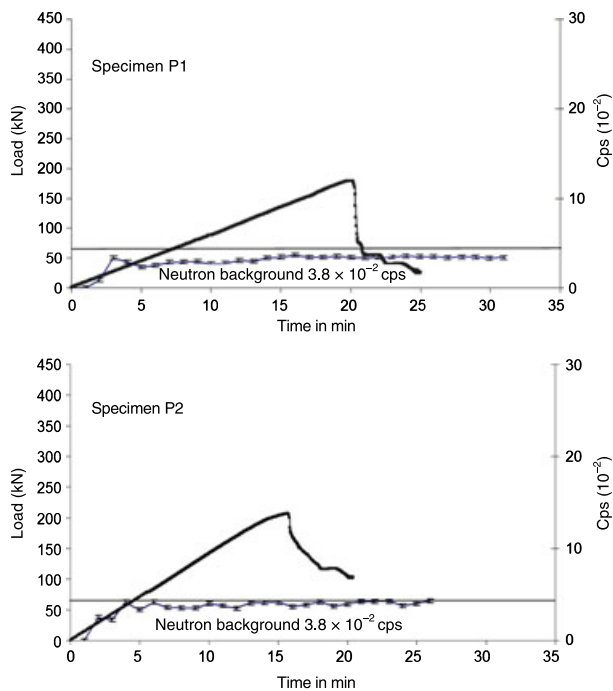 450
400
350
300
250
200
150
100
50
0
Load (kN)
Specimen P1
Neutron background 3.8 × 10⁻² cps
30
20
10
0
Cps (10⁻²)
0 5 10 15 20 25 30 35
Time in min
450
400
350
300
250
200
150
100
50
0
Load (kN)
Specimen P2
Neutron background 3.8 × 10⁻² cps
30
20
10
0
Cps (10⁻²)
0 5 10 15 20 25 30 35
Time in min